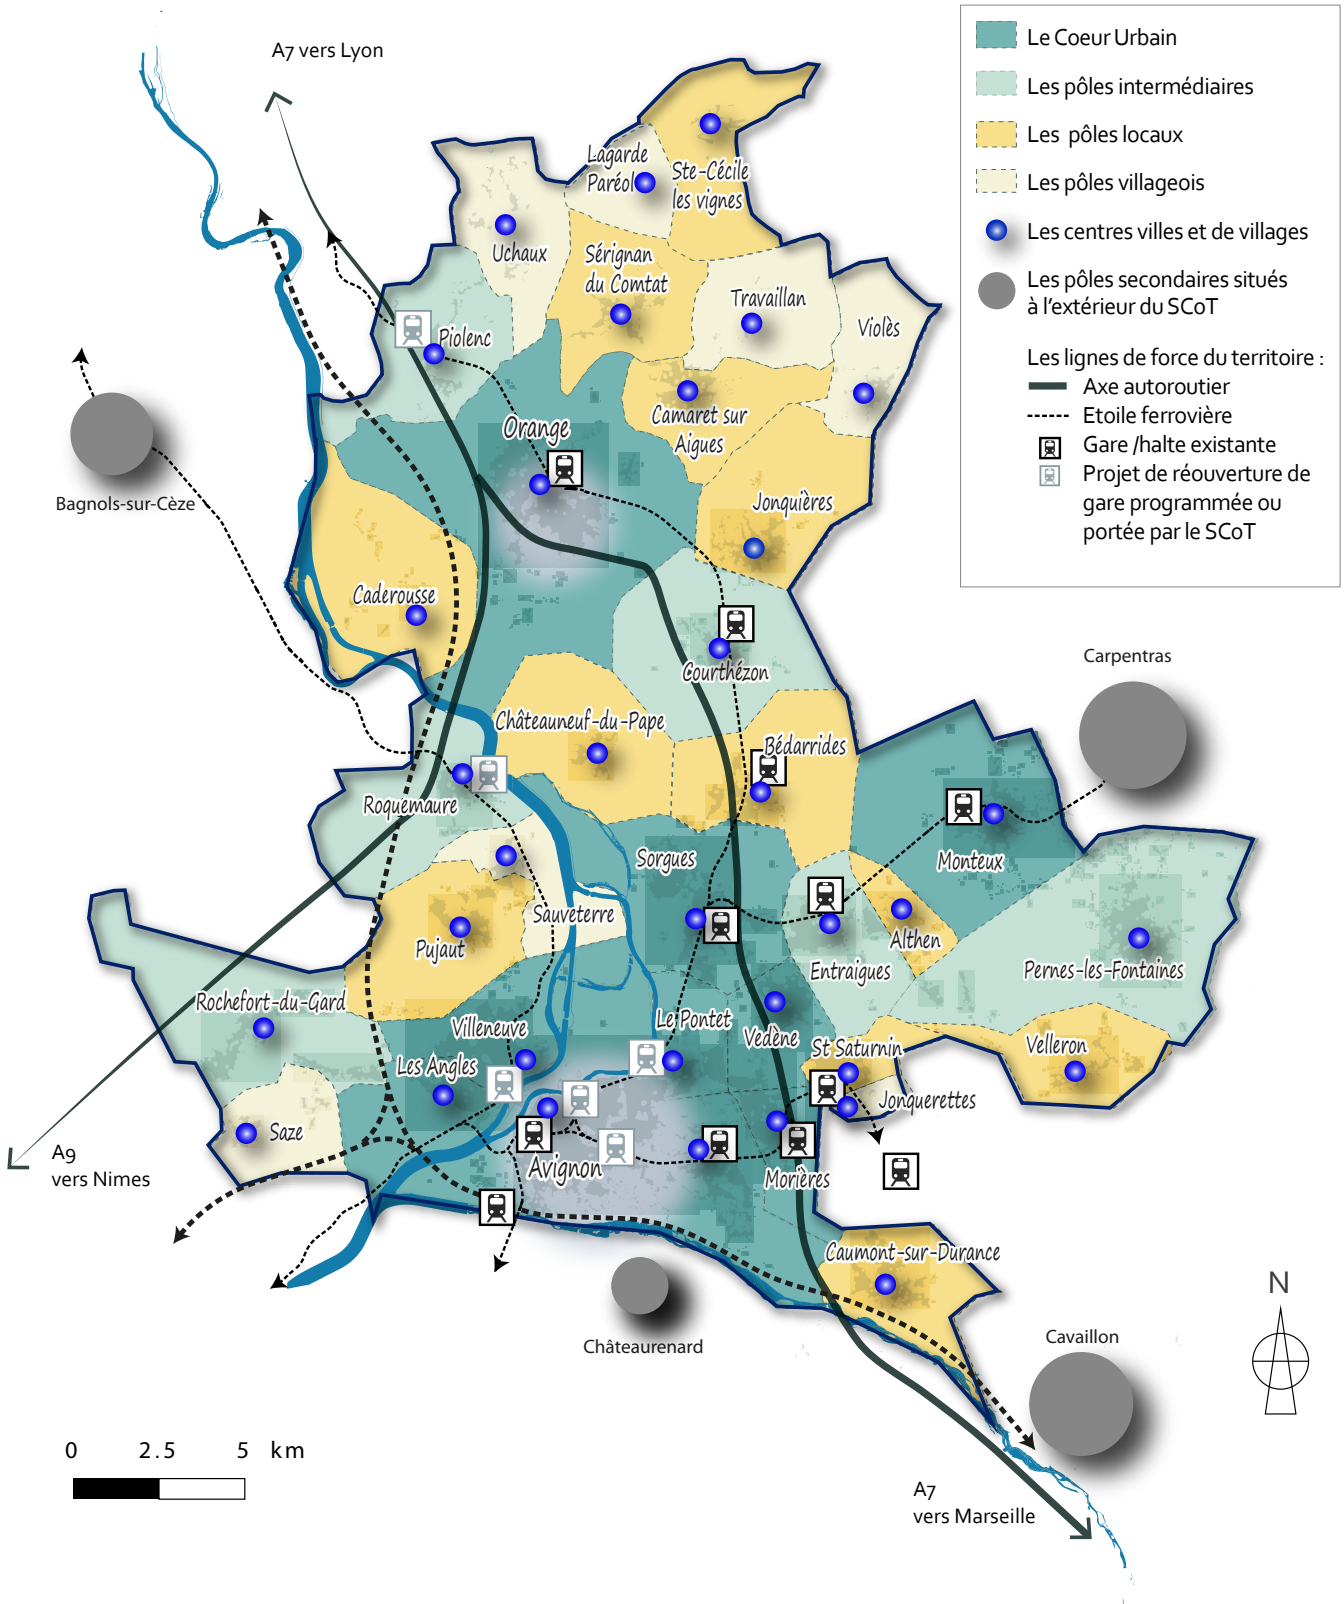 A7 vers Lyon
Le Coeur Urbain
Les pôles intermédiaires
Les pôles locaux
Les pôles villageois
Les centres villes et de villages
Les pôles secondaires situés
à l'extérieur du SCoT
Les lignes de force du territoire :
Axe autoroutier
Etoile ferrovière
Gare /halte existante
Projet de réouverture de
gare programmée ou
portée par le SCoT
Lagarde
Paréol
Ste-Cécile
les vignes
Uchaux
Sérignan
du Comtat
Travaillan
Violès
Piolenc
Camaret sur
Aigues
Orange
Bagnols-sur-Cèze
Jonquières
Caderousse
Courthézon
Carpentras
Châteauneuf-du-Pape
Bédarrides
Roquemaure
Sorgues
Monteux
Sauveterre
Pujaut
Althen
Entraigues
Pernes-les-Fontaines
Rochefort-du-Gard
Villeneuve
Le Pontet
Vedène
St Saturnin
Velleron
Les Angles
Jonquerettes
Saze
A9
vers Nimes
Avignon
Morières
Caumont-sur-Durance
Châteaurenard
Cavaillon
N
0 2.5 5 km
A7
vers Marseille